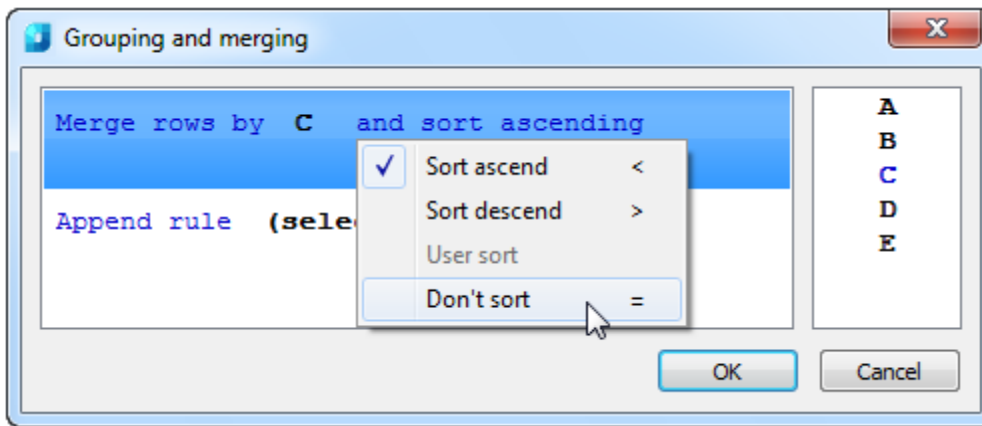 Grouping and merging
Merge rows by C and sort ascending
Sort ascend <
Sort descend >
User sort
Don't sort =
Append rule
A
B
C
D
E
OK
Cancel